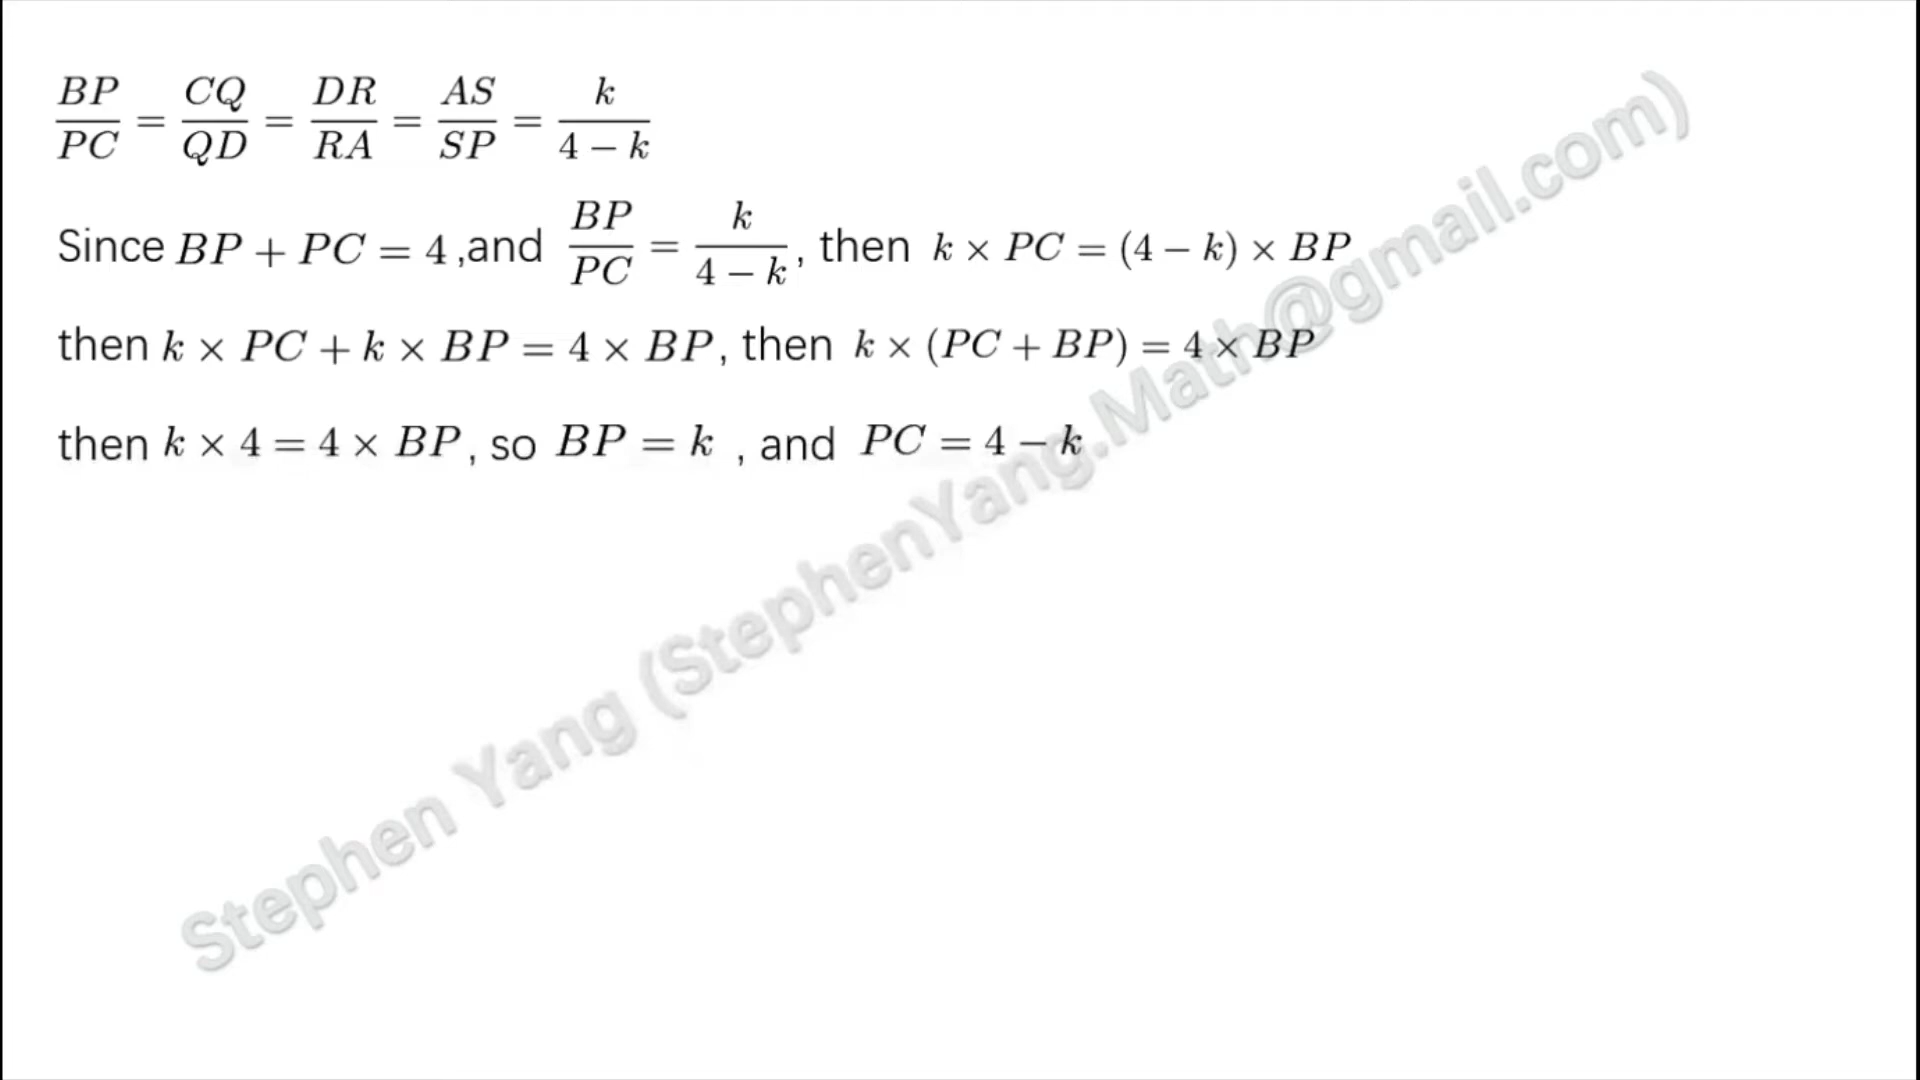 BP/PC = CQ/QD = DR/RA = AS/SP = k/(4 − k)
Since BP + PC = 4 ,and BP/PC = k/(4 − k), then k × PC = (4 − k) × BP
then k × PC + k × BP = 4 × BP, then k × (PC + BP) = 4 × BP
then k × 4 = 4 × BP, so BP = k , and PC = 4 − k
Stephen Yang (StephenYang.Math@gmail.com)